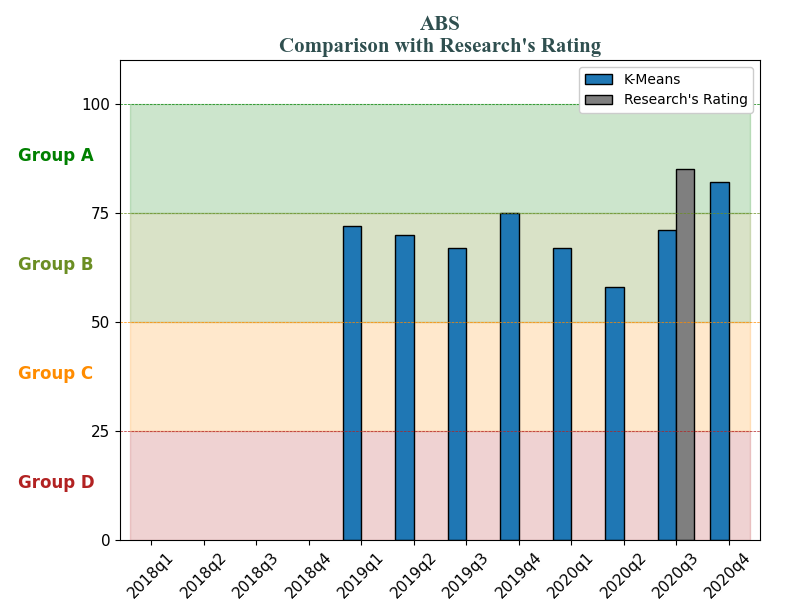 ABS
Comparison with Research's Rating
K-Means
Research's Rating
100
Group A
75
Group B
50
Group C
25
Group D
0
2018q1
2018q2
2018q3
2018q4
2019q1
2019q2
2019q3
2019q4
2020q1
2020q2
2020q3
2020q4